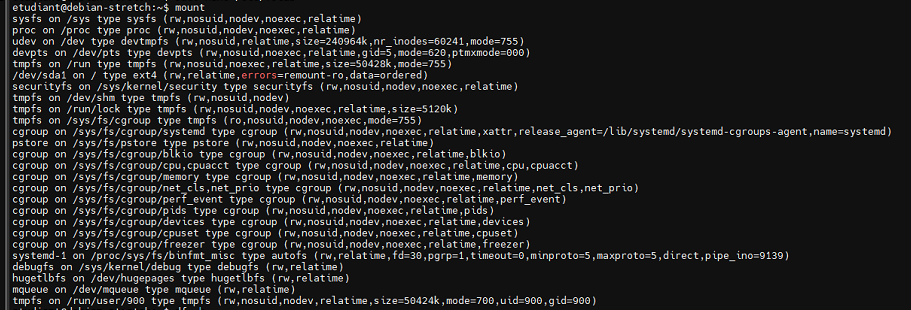 etudiant@debian-stretch:~$ mount
sysfs on /sys type sysfs (rw,nosuid,nodev,noexec,relatime)
proc on /proc type proc (rw,nosuid,nodev,noexec,relatime)
udev on /dev type devtmpfs (rw,nosuid,relatime,size=240964k,nr_inodes=60241,mode=755)
devpts on /dev/pts type devpts (rw,nosuid,noexec,relatime,gid=5,mode=620,ptmxmode=000)
tmpfs on /run type tmpfs (rw,nosuid,noexec,relatime,size=50428k,mode=755)
/dev/sda1 on / type ext4 (rw,relatime,errors=remount-ro,data=ordered)
securityfs on /sys/kernel/security type securityfs (rw,nosuid,nodev,noexec,relatime)
tmpfs on /dev/shm type tmpfs (rw,nosuid,nodev)
tmpfs on /run/lock type tmpfs (rw,nosuid,nodev,noexec,relatime,size=5120k)
tmpfs on /sys/fs/cgroup type tmpfs (ro,nosuid,nodev,noexec,mode=755)
cgroup on /sys/fs/cgroup/systemd type cgroup (rw,nosuid,nodev,noexec,relatime,xattr,release_agent=/lib/systemd/systemd-cgroups-agent,name=systemd)
pstore on /sys/fs/pstore type pstore (rw,nosuid,nodev,noexec,relatime)
cgroup on /sys/fs/cgroup/blkio type cgroup (rw,nosuid,nodev,noexec,relatime,blkio)
cgroup on /sys/fs/cgroup/cpu,cpuacct type cgroup (rw,nosuid,nodev,noexec,relatime,cpu,cpuacct)
cgroup on /sys/fs/cgroup/memory type cgroup (rw,nosuid,nodev,noexec,relatime,memory)
cgroup on /sys/fs/cgroup/net_cls,net_prio type cgroup (rw,nosuid,nodev,noexec,relatime,net_cls,net_prio)
cgroup on /sys/fs/cgroup/perf_event type cgroup (rw,nosuid,nodev,noexec,relatime,perf_event)
cgroup on /sys/fs/cgroup/pids type cgroup (rw,nosuid,nodev,noexec,relatime,pids)
cgroup on /sys/fs/cgroup/devices type cgroup (rw,nosuid,nodev,noexec,relatime,devices)
cgroup on /sys/fs/cgroup/cpuset type cgroup (rw,nosuid,nodev,noexec,relatime,cpuset)
cgroup on /sys/fs/cgroup/freezer type cgroup (rw,nosuid,nodev,noexec,relatime,freezer)
systemd-1 on /proc/sys/fs/binfmt_misc type autofs (rw,relatime,fd=30,pgrp=1,timeout=0,minproto=5,maxproto=5,direct,pipe_ino=9139)
debugfs on /sys/kernel/debug type debugfs (rw,relatime)
hugetlbfs on /dev/hugepages type hugetlbfs (rw,relatime)
mqueue on /dev/mqueue type mqueue (rw,relatime)
tmpfs on /run/user/900 type tmpfs (rw,nosuid,nodev,relatime,size=50424k,mode=700,uid=900,gid=900)